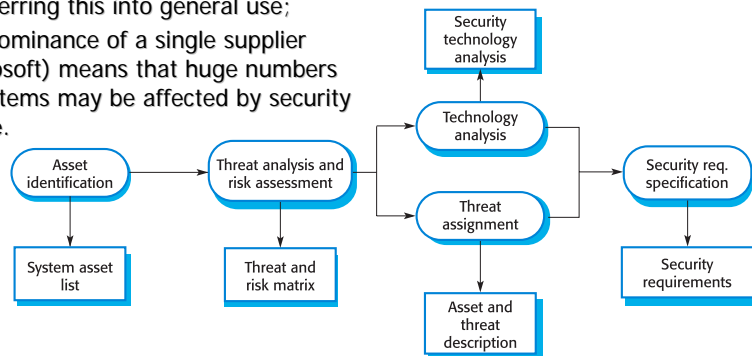 erring this into general use;
ominance of a single supplier
osoft) means that huge numbers
tems may be affected by security
Security
technology
analysis
Technology
analysis
Asset
identification
Threat analysis and
risk assessment
Security req.
specification
Threat
assignment
System asset
list
Threat and
risk matrix
Security
requirements
Asset and
threat
description